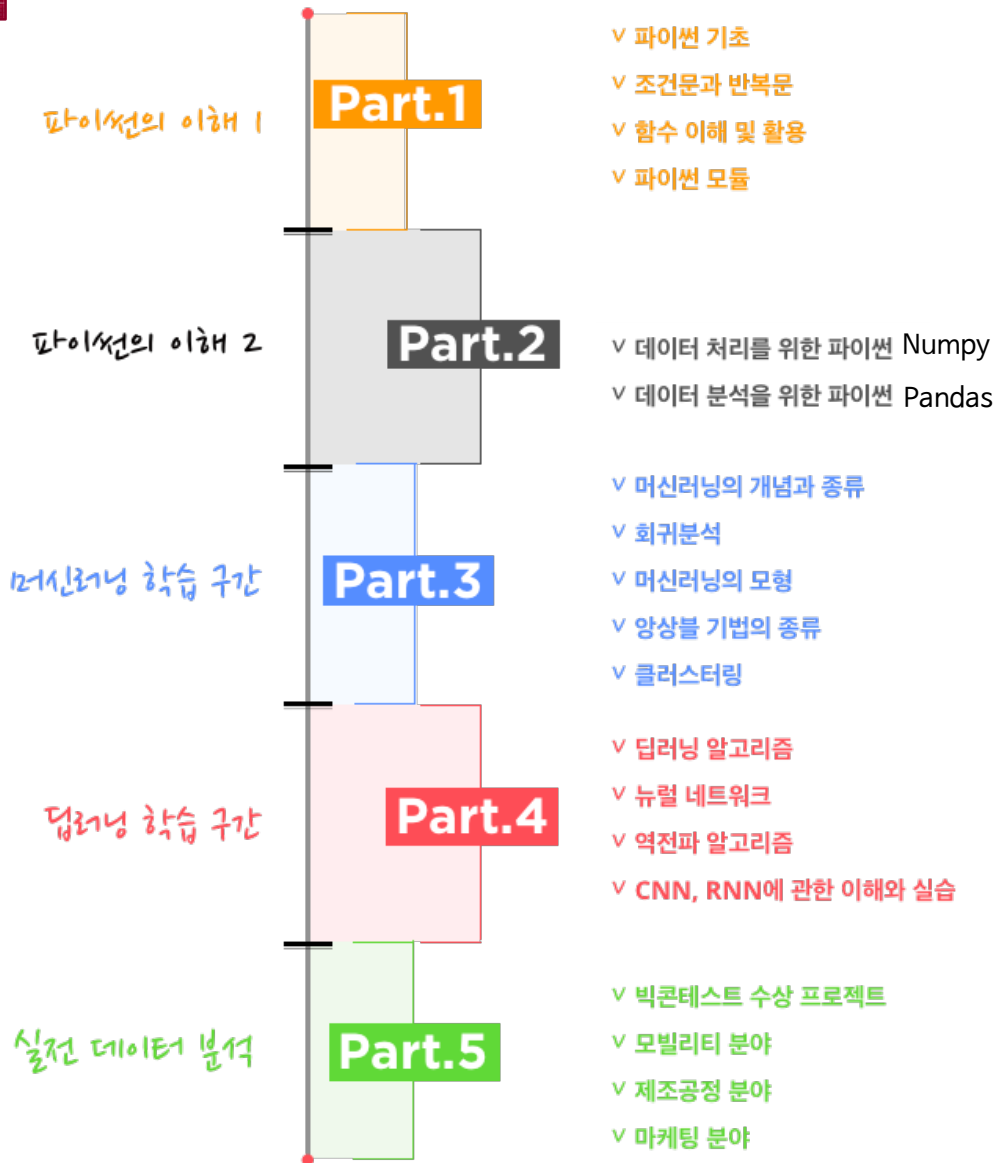 파이썬의 이해 1
Part.1
∨ 파이썬 기초
∨ 조건문과 반복문
∨ 함수 이해 및 활용
∨ 파이썬 모듈
파이썬의 이해 2
Part.2
∨ 데이터 처리를 위한 파이썬 Numpy
∨ 데이터 분석을 위한 파이썬 Pandas
머신러닝 학습 구간
Part.3
∨ 머신러닝의 개념과 종류
∨ 회귀분석
∨ 머신러닝의 모형
∨ 앙상블 기법의 종류
∨ 클러스터링
딥러닝 학습 구간
Part.4
∨ 딥러닝 알고리즘
∨ 뉴럴 네트워크
∨ 역전파 알고리즘
∨ CNN, RNN에 관한 이해와 실습
실전 데이터 분석
Part.5
∨ 빅콘테스트 수상 프로젝트
∨ 모빌리티 분야
∨ 제조공정 분야
∨ 마케팅 분야